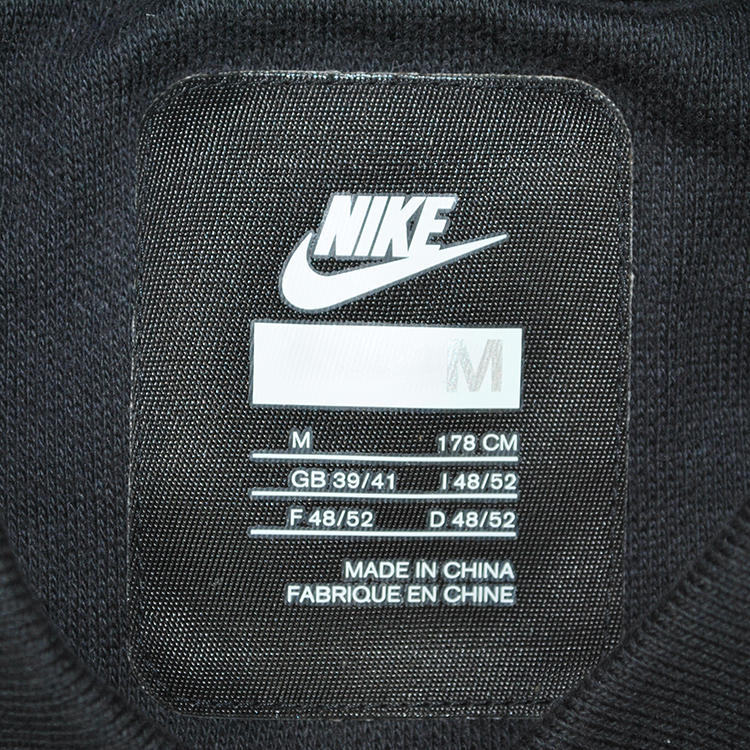 NIKE
M
M 178 CM
GB 39/41 I 48/52
F 48/52 D 48/52
MADE IN CHINA
FABRIQUE EN CHINE